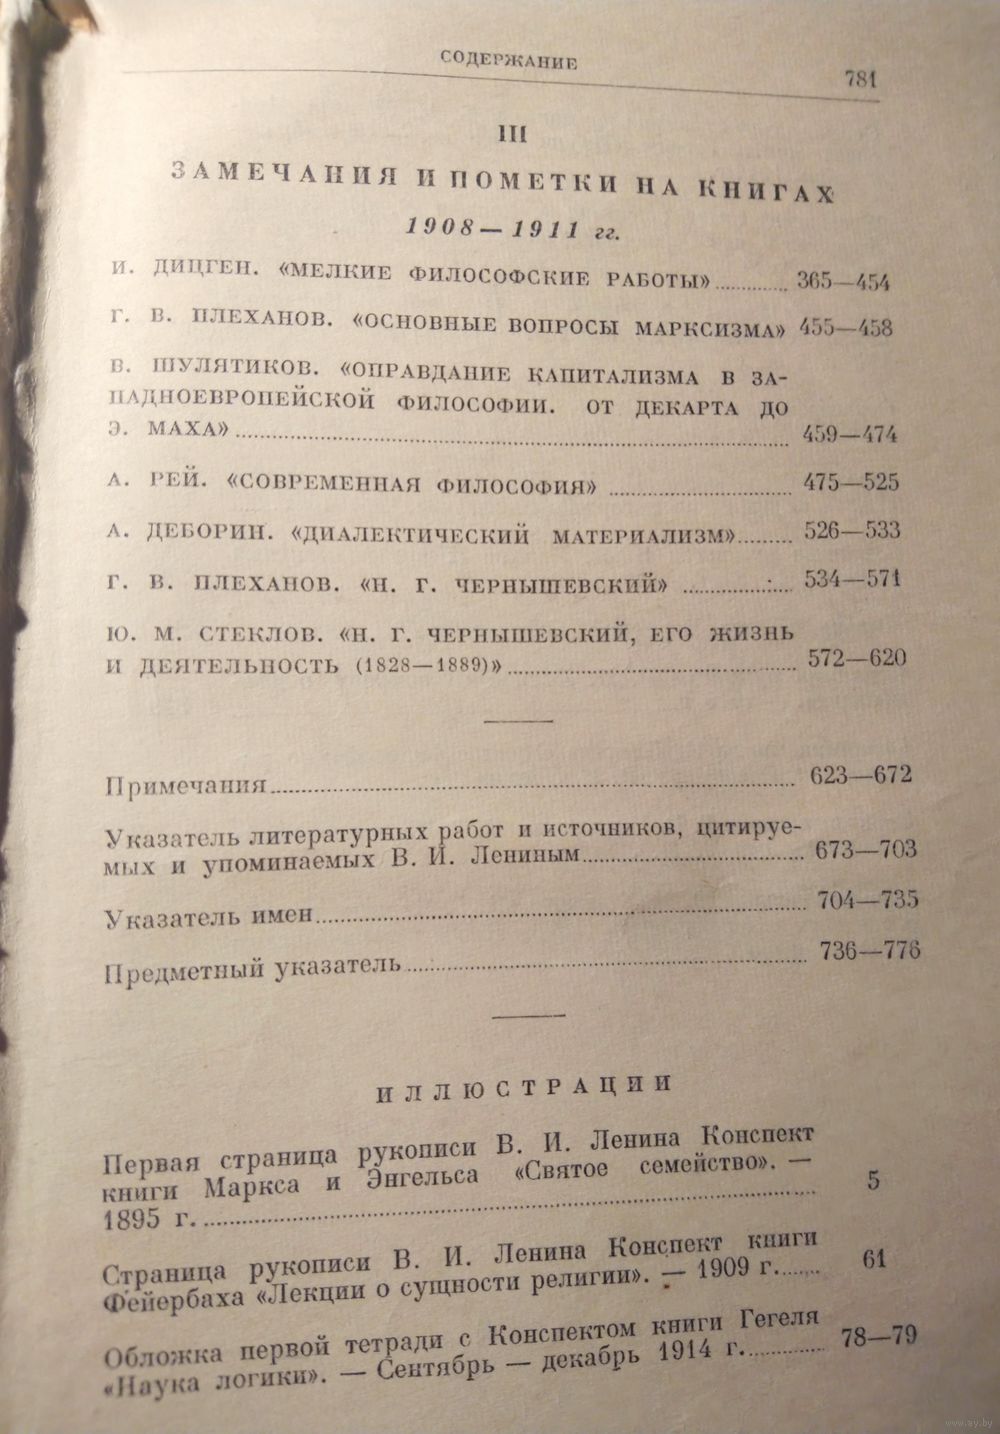 СОДЕРЖАНИЕ
781
III
ЗАМЕЧАНИЯ И ПОМЕТКИ НА КНИГАХ
1908—1911 гг.
И. ДИЦГЕН. «МЕЛКИЕ ФИЛОСОФСКИЕ РАБОТЫ»............ 365—454
Г. В. ПЛЕХАНОВ. «ОСНОВНЫЕ ВОПРОСЫ МАРКСИЗМА» 455—458
В. ШУЛЯТИКОВ. «ОПРАВДАНИЕ КАПИТАЛИЗМА В ЗА-
ПАДНОЕВРОПЕЙСКОЙ ФИЛОСОФИИ. ОТ ДЕКАРТА ДО
Э. МАХА»............ 459—474
А. РЕЙ. «СОВРЕМЕННАЯ ФИЛОСОФИЯ» ............ 475—525
А. ДЕБОРИН. «ДИАЛЕКТИЧЕСКИЙ МАТЕРИАЛИЗМ»......... 526—533
Г. В. ПЛЕХАНОВ. «Н. Г. ЧЕРНЫШЕВСКИЙ» ............ 534—571
Ю. М. СТЕКЛОВ. «Н. Г. ЧЕРНЫШЕВСКИЙ, ЕГО ЖИЗНЬ
И ДЕЯТЕЛЬНОСТЬ (1828—1889)»............ 572—620
Примечания............ 623—672
Указатель литературных работ и источников, цитируе-
мых и упоминаемых В. И. Лениным............ 673—703
Указатель имен............ 704—735
Предметный указатель............ 736—776
ИЛЛЮСТРАЦИИ
Первая страница рукописи В. И. Ленина Конспект
книги Маркса и Энгельса «Святое семейство». —
1895 г............. 5
Страница рукописи В. И. Ленина Конспект книги
Фейербаха «Лекции о сущности религии». — 1909 г....... 61
Обложка первой тетради с Конспектом книги Гегеля
«Наука логики». — Сентябрь — декабрь 1914 г............. 78—79
www.ay.by